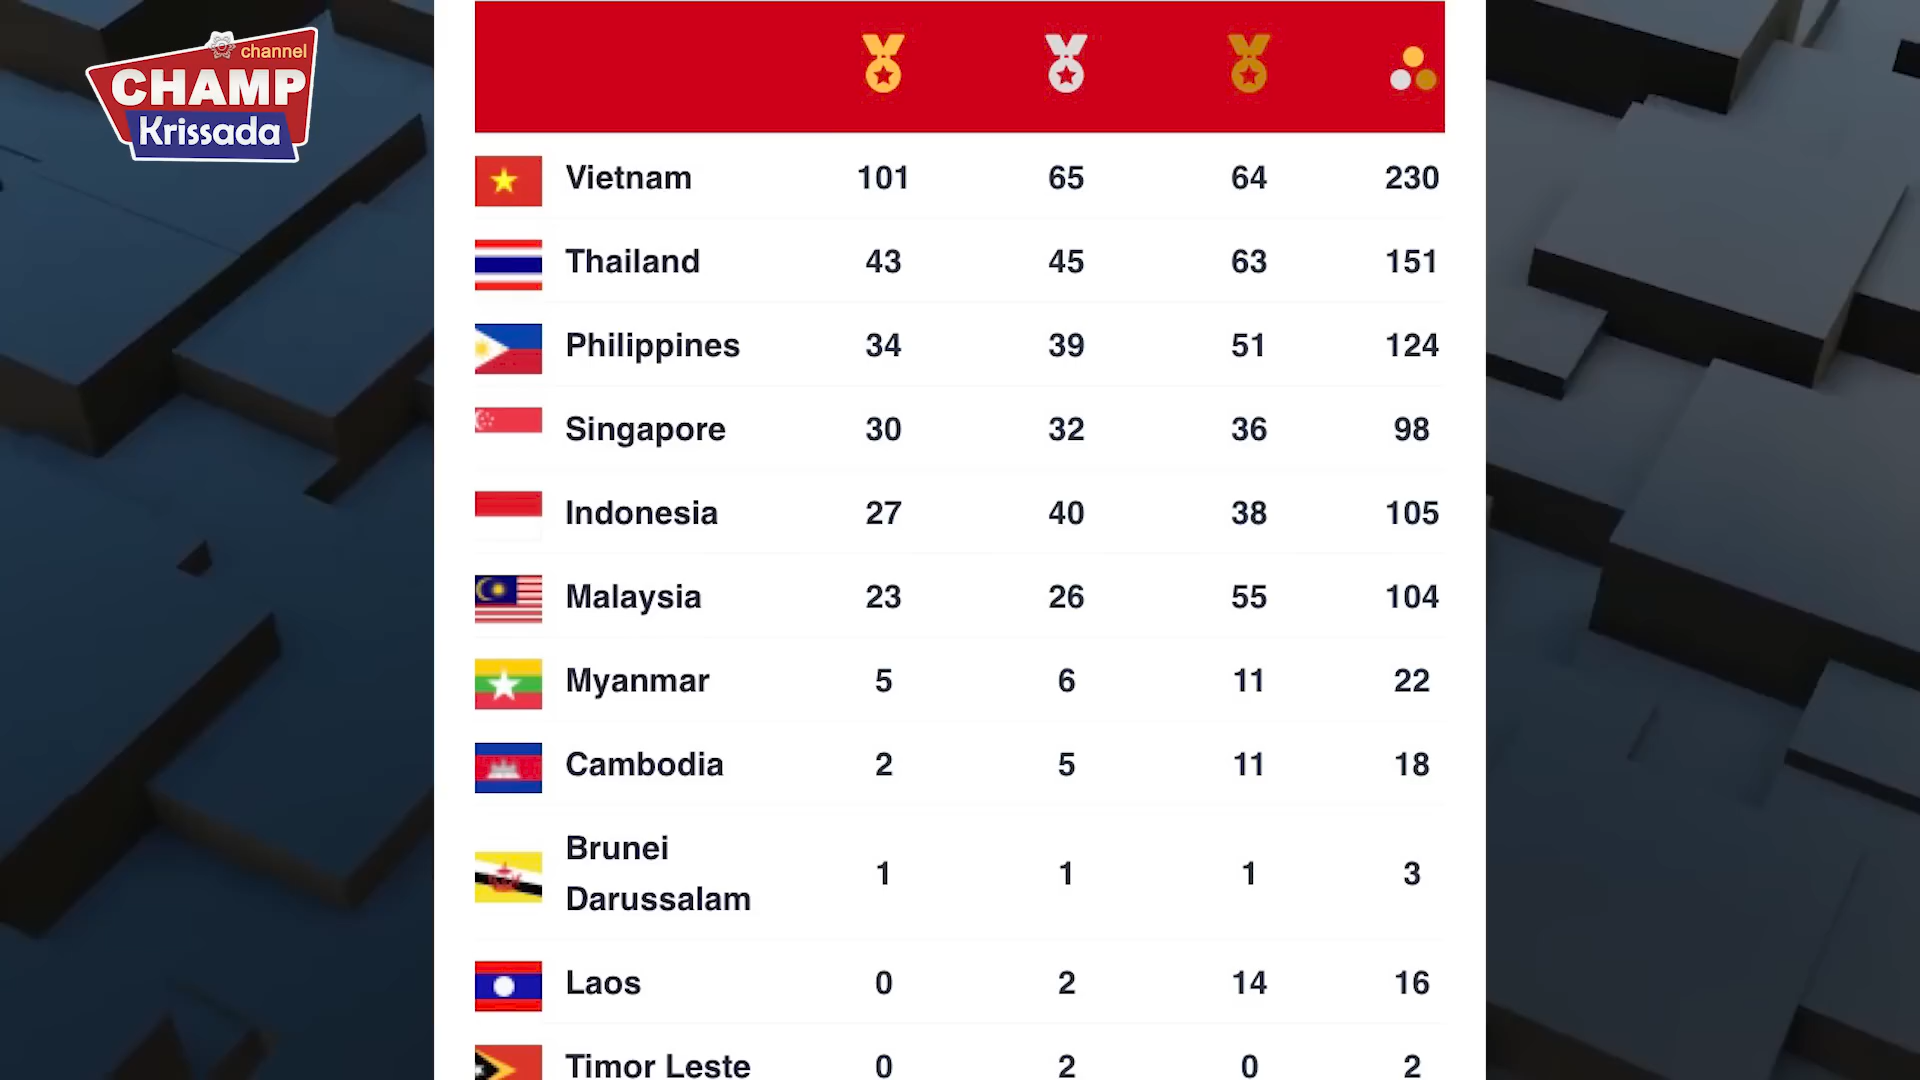 channel
CHAMP
Krissada
Vietnam 101 65 64 230
Thailand 43 45 63 151
Philippines 34 39 51 124
Singapore 30 32 36 98
Indonesia 27 40 38 105
Malaysia 23 26 55 104
Myanmar 5 6 11 22
Cambodia 2 5 11 18
Brunei
Darussalam 1 1 1 3
Laos 0 2 14 16
Timor Leste 0 2 0 2